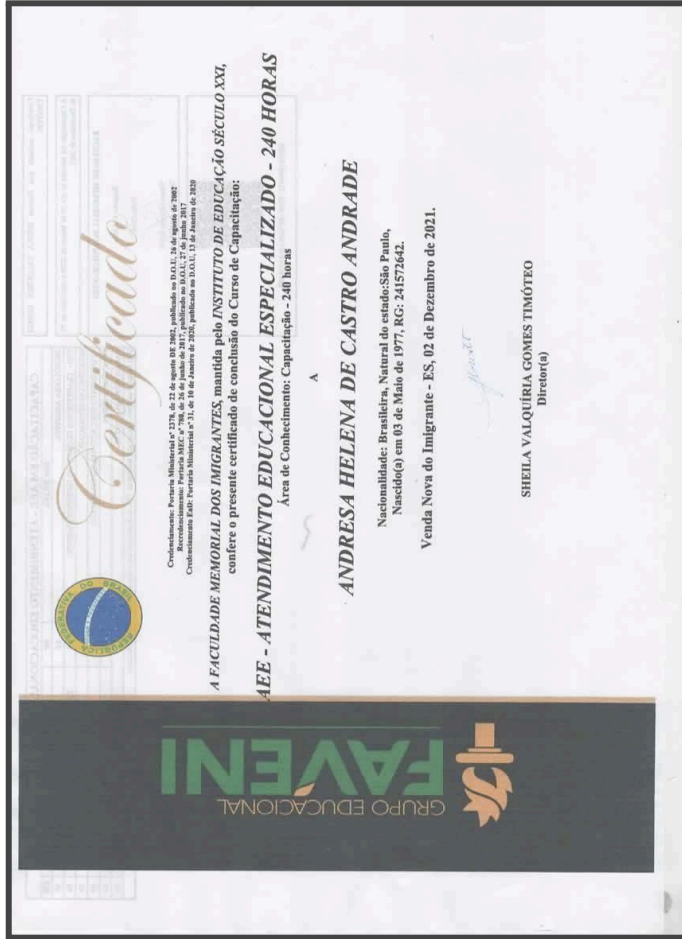 Certificado
REPÚBLICA FEDERATIVA DO BRASIL
Credenciamento: Portaria Ministerial nº 2378, de 22 de agosto DE 2002, publicado no D.O.U, 26 de agosto de 2002
Recredenciamento: Portaria MEC nº 780, de 26 de junho de 2017, publicado no D.O.U, 27 de junho 2017
Credenciamento EaD: Portaria Ministerial nº 31, de 10 de Janeiro de 2020, publicado no D.O.U, 13 de Janeiro de 2020
A FACULDADE MEMORIAL DOS IMIGRANTES, mantida pelo INSTITUTO DE EDUCAÇÃO SÉCULO XXI,
confere o presente certificado de conclusão do Curso de Capacitação:
AEE - ATENDIMENTO EDUCACIONAL ESPECIALIZADO - 240 HORAS
Área de Conhecimento: Capacitação - 240 horas
A
ANDRESA HELENA DE CASTRO ANDRADE
Nacionalidade: Brasileira, Natural do estado:São Paulo,
Nascido(a) em 03 de Maio de 1977, RG: 241572642.
Venda Nova do Imigrante - ES, 02 de Dezembro de 2021.
SHEILA VALQUÍRIA GOMES TIMÓTEO
Diretor(a)
GRUPO EDUCACIONAL
FAVENI